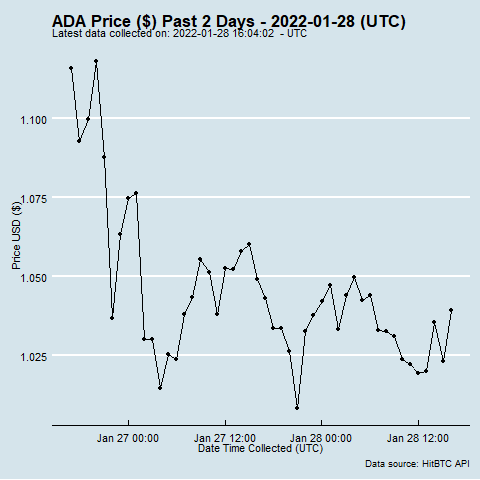 ADA Price ($) Past 2 Days - 2022-01-28 (UTC)
Latest data collected on: 2022-01-28 16:04:02 - UTC
1.100
1.075
1.050
1.025
Price USD ($)
Jan 27 00:00 Jan 27 12:00 Jan 28 00:00 Jan 28 12:00
Date Time Collected (UTC)
Data source: HitBTC API